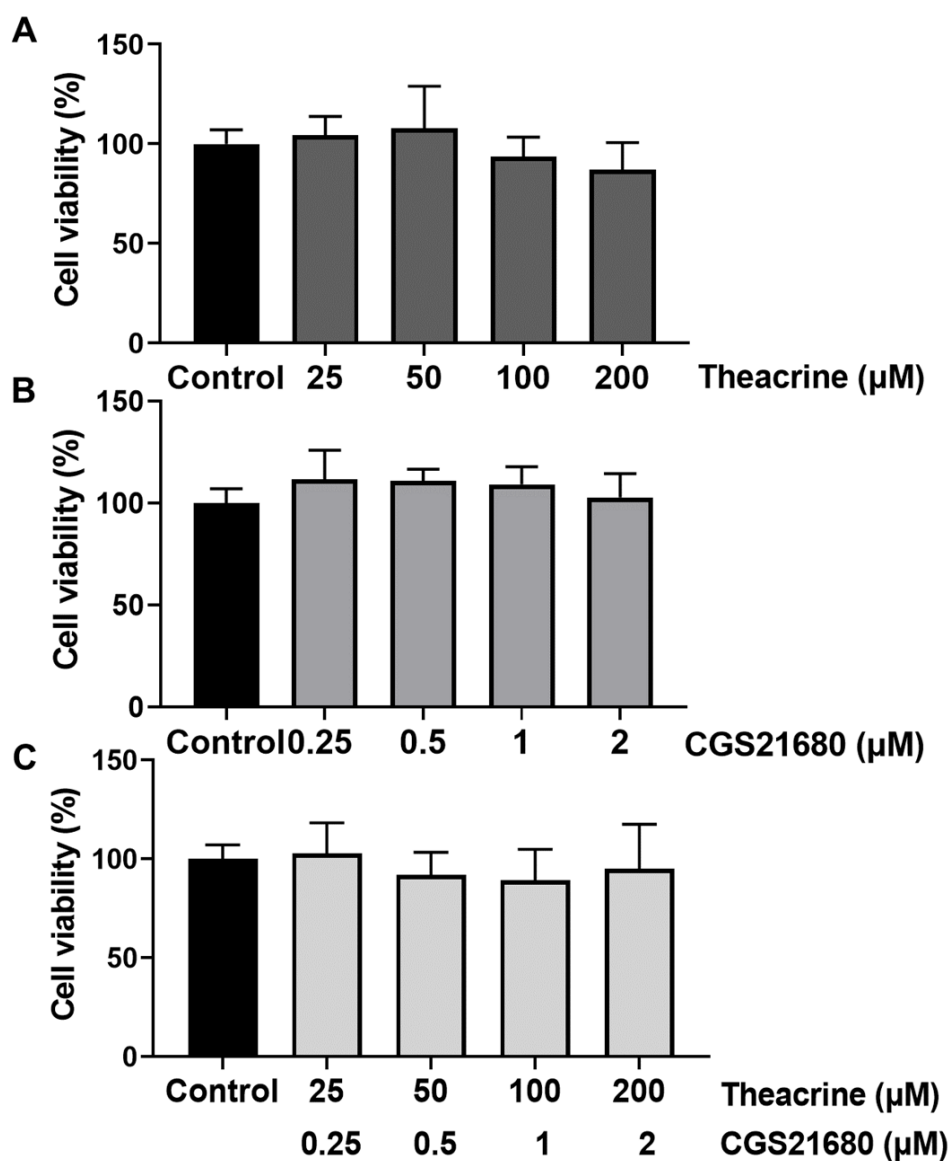 A
Cell viability (%)
150
100
50
0
Control 25 50 100 200 Theacrine (µM)
B
Cell viability (%)
150
100
50
0
Control 0.25 0.5 1 2 CGS21680 (µM)
C
Cell viability (%)
150
100
50
0
Control 25 50 100 200 Theacrine (µM)
0.25 0.5 1 2 CGS21680 (µM)